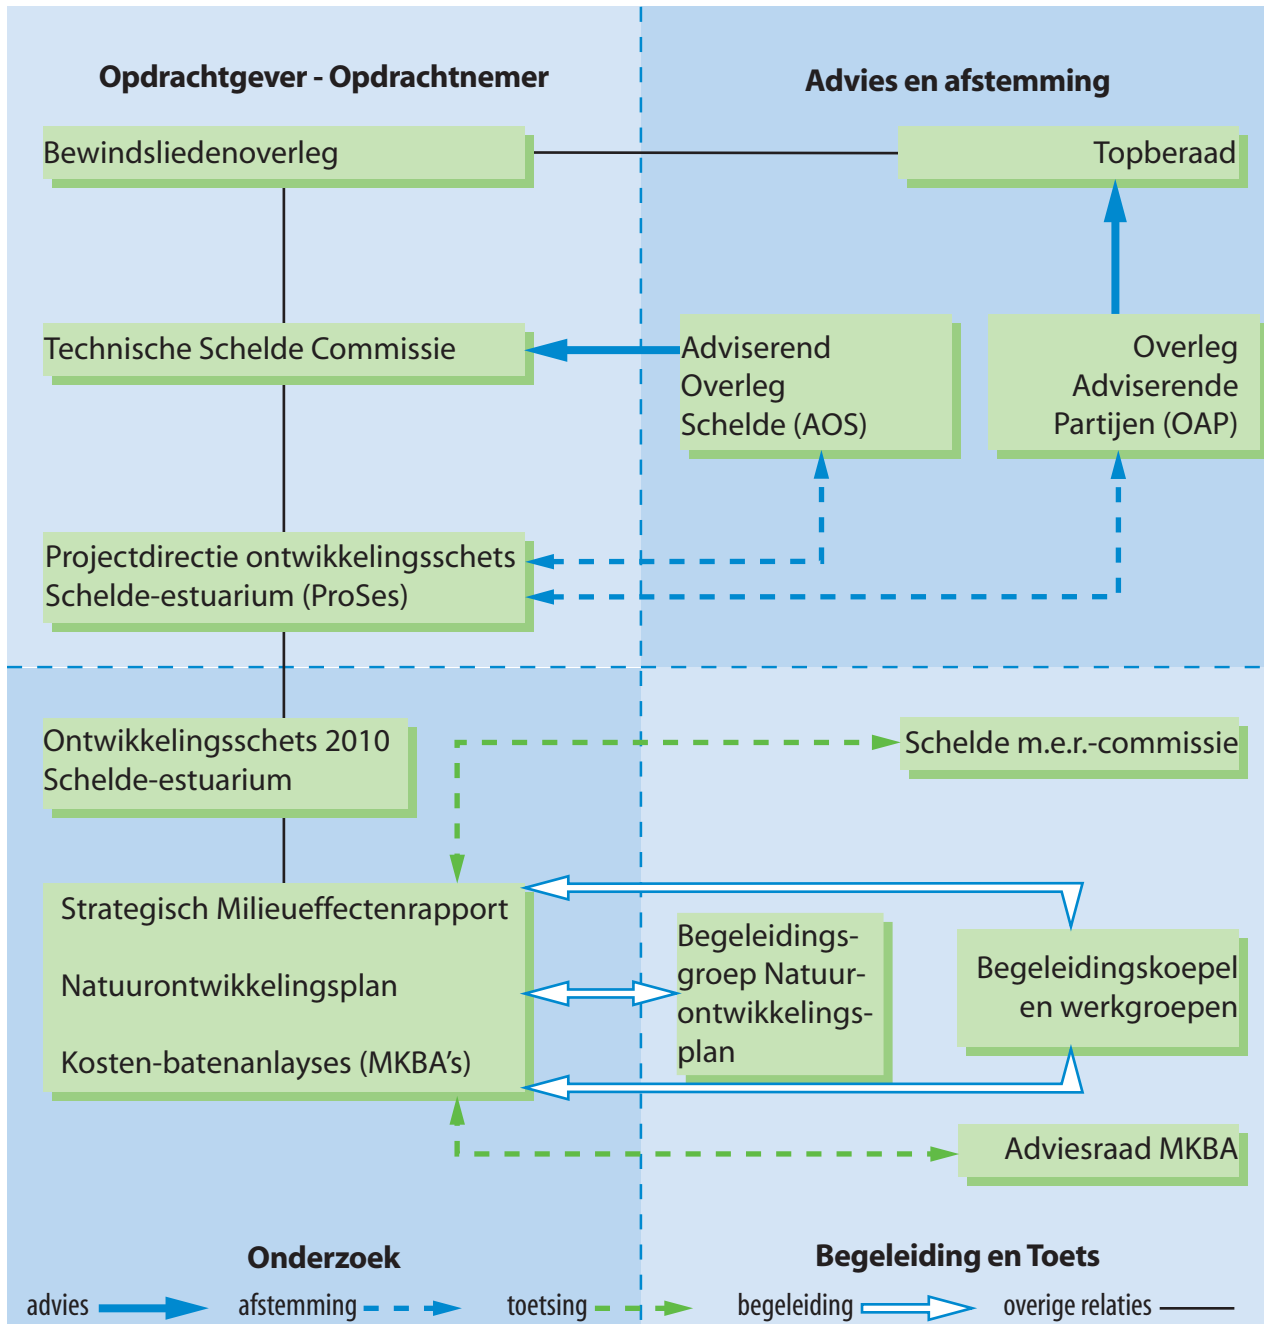 Opdrachtgever - Opdrachtnemer
Advies en afstemming
Bewindsliedenoverleg
Topberaad
Technische Schelde Commissie
Adviserend
Overleg
Schelde (AOS)
Overleg
Adviserende
Partijen (OAP)
Projectdirectie ontwikkelingsschets
Schelde-estuarium (ProSes)
Ontwikkelingsschets 2010
Schelde-estuarium
Schelde m.e.r.-commissie
Strategisch Milieueffectenrapport
Natuurontwikkelingsplan
Kosten-batenanlayses (MKBA's)
Begeleidings-
groep Natuur-
ontwikkelings-
plan
Begeleidingskoepel
en werkgroepen
Adviesraad MKBA
Onderzoek
Begeleiding en Toets
advies
afstemming
toetsing
begeleiding
overige relaties